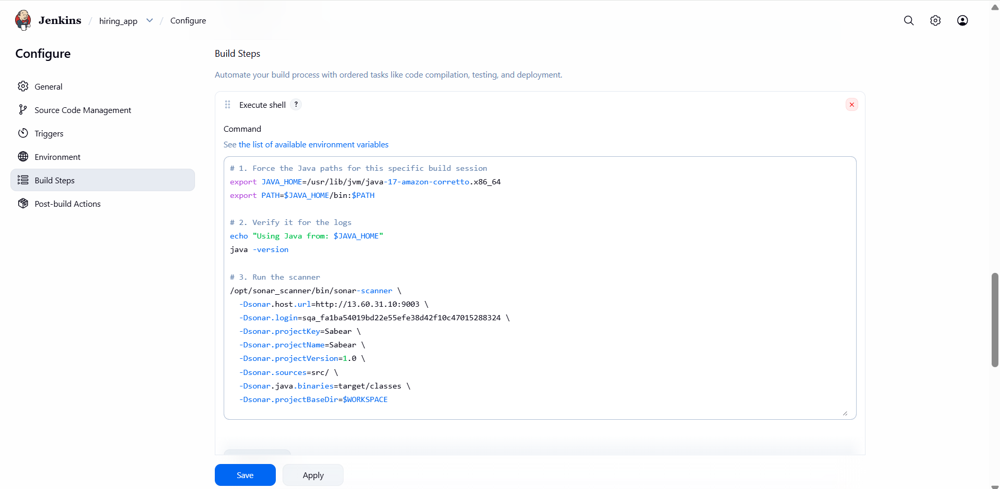 Jenkins / hiring_app / Configure
Configure
General
Source Code Management
Triggers
Environment
Build Steps
Post-build Actions
Build Steps
Automate your build process with ordered tasks like code compilation, testing, and deployment.
Execute shell ?
Command
See the list of available environment variables
# 1. Force the Java paths for this specific build session
export JAVA_HOME=/usr/lib/jvm/java-17-amazon-corretto.x86_64
export PATH=$JAVA_HOME/bin:$PATH
# 2. Verify it for the logs
echo "Using Java from: $JAVA_HOME"
java -version
# 3. Run the scanner
/opt/sonar_scanner/bin/sonar-scanner \
-Dsonar.host.url=http://13.60.31.10:9003 \
-Dsonar.login=sqa_fa1ba54019bd22e55efe38d42f10c47015288324 \
-Dsonar.projectKey=Sabear \
-Dsonar.projectName=Sabear \
-Dsonar.projectVersion=1.0 \
-Dsonar.sources=src/ \
-Dsonar.java.binaries=target/classes \
-Dsonar.projectBaseDir=$WORKSPACE
Save
Apply